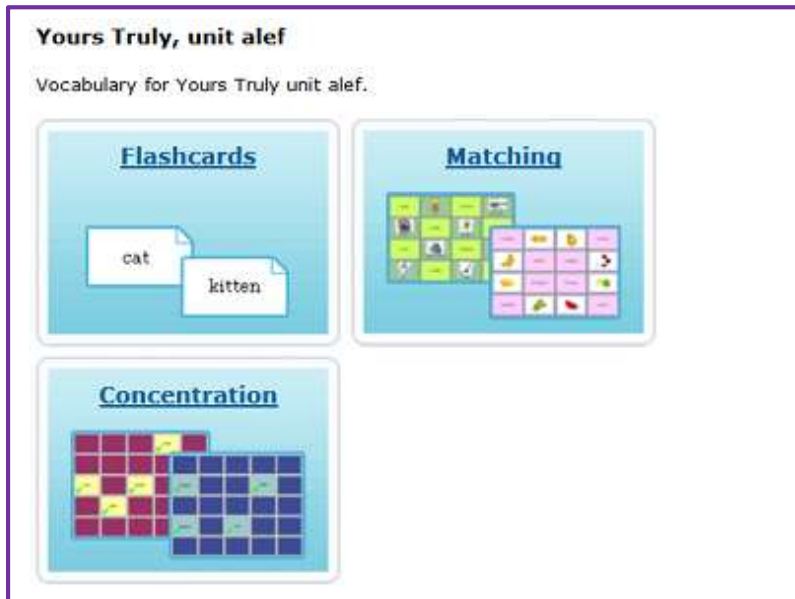 Yours Truly, unit alef
Vocabulary for Yours Truly unit alef.
Flashcards
Matching
cat
kitten
Concentration